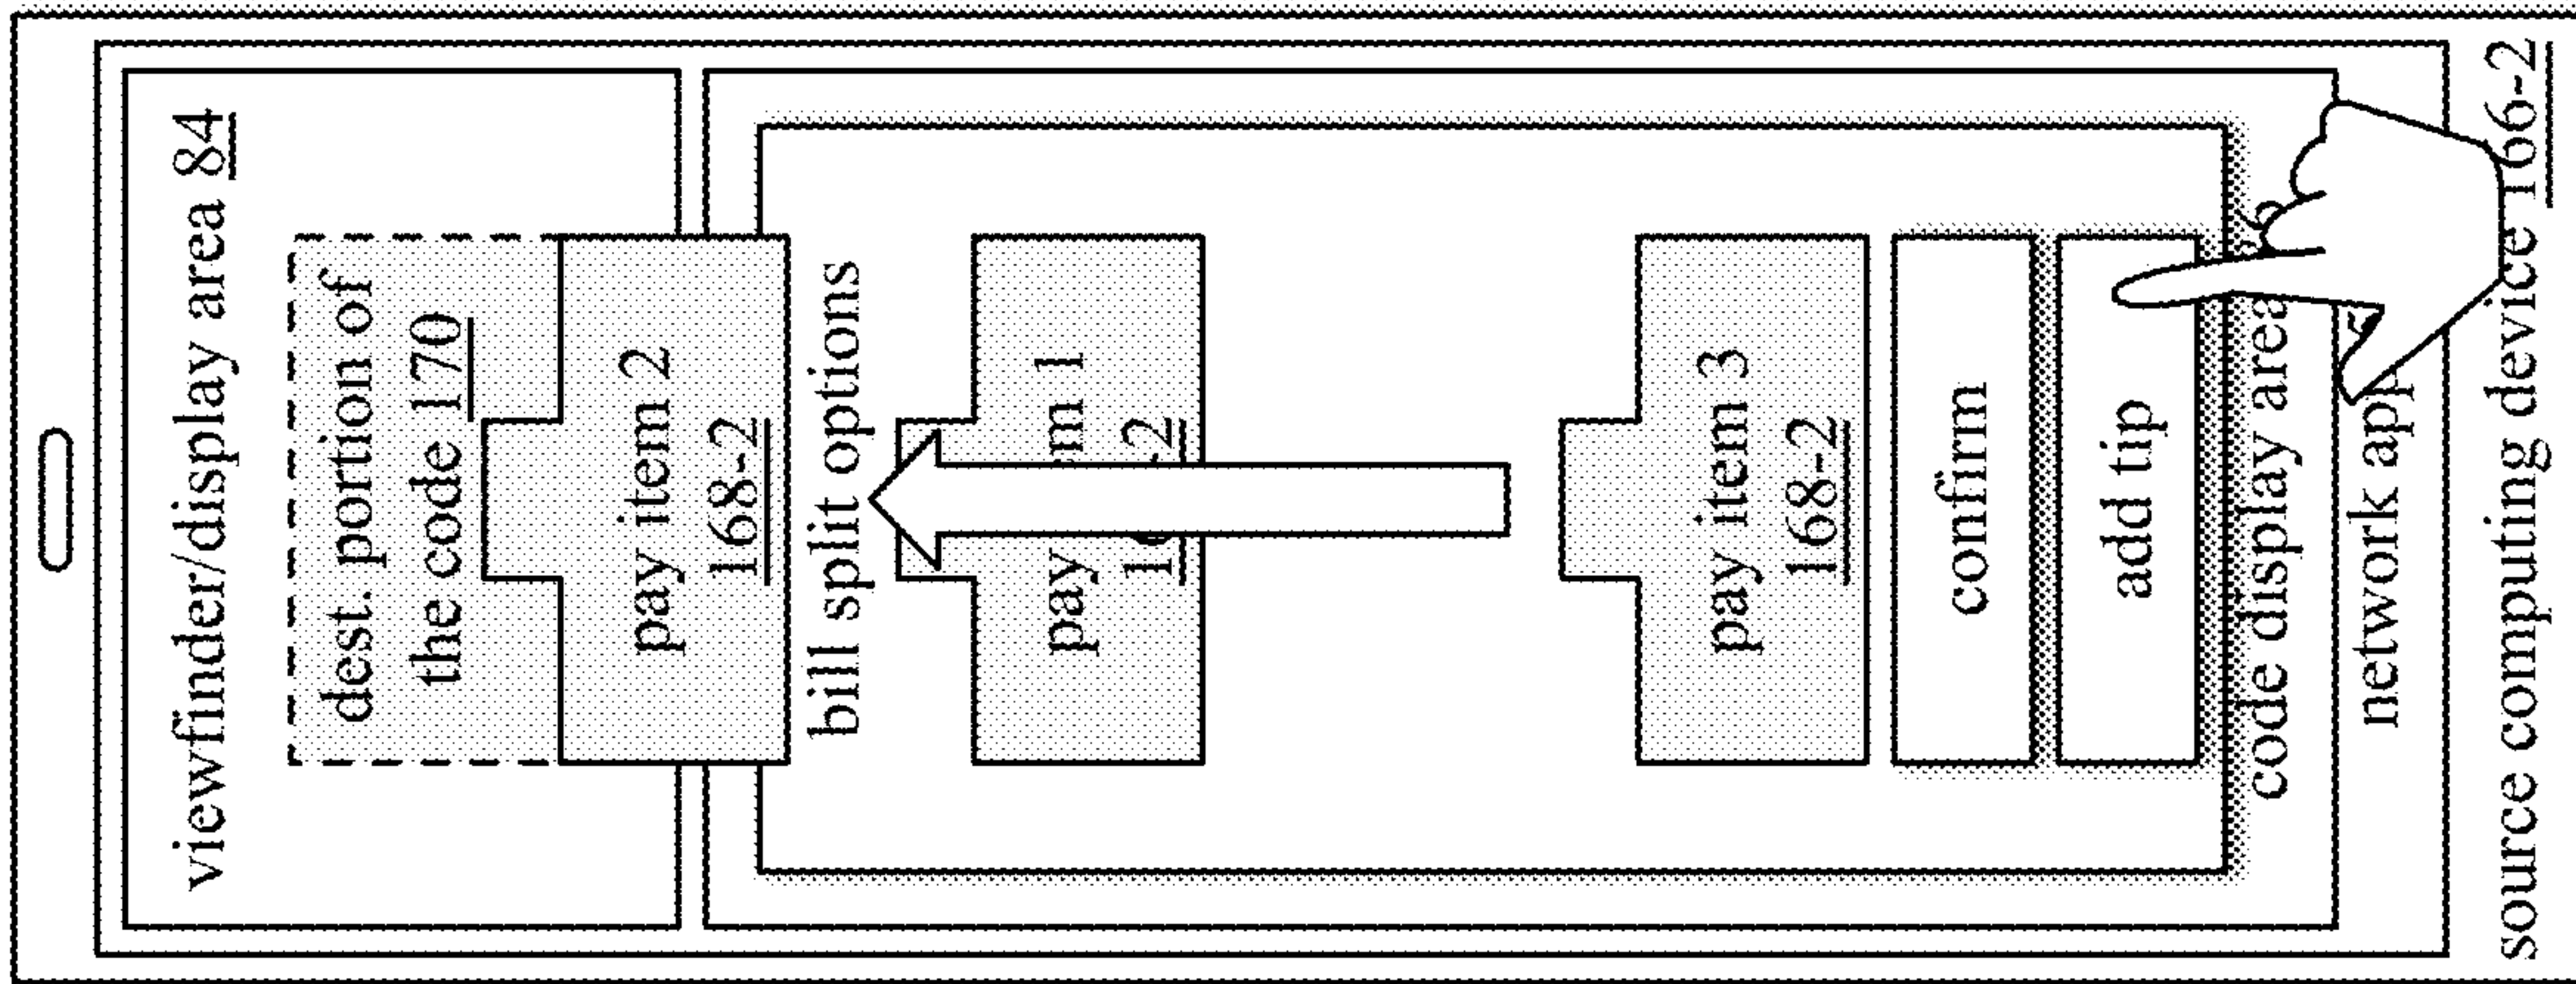 viewfinder/display area 84
dest. portion of
the code 170
pay item 2
168-2
bill split options
pay
pay item 3
168-2
confirm
add tip
code display area
network app
source computing device 166-2